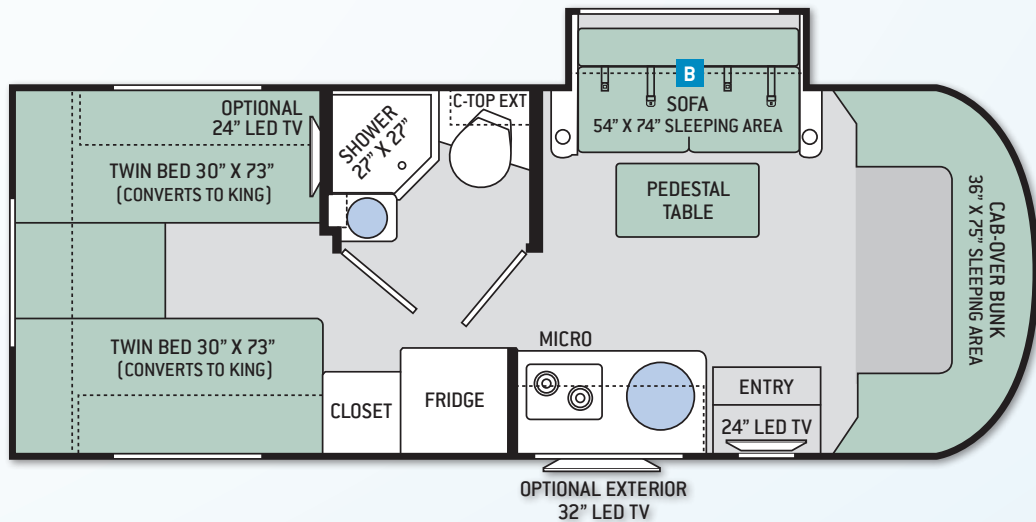 OPTIONAL
24" LED TV
TWIN BED 30" X 73"
(CONVERTS TO KING)
SHOWER
27" X 27"
C-TOP EXT
B
SOFA
54" X 74" SLEEPING AREA
PEDESTAL
TABLE
CAB-OVER BUNK
36" X 75" SLEEPING AREA
TWIN BED 30" X 73"
(CONVERTS TO KING)
CLOSET
FRIDGE
MICRO
ENTRY
24" LED TV
OPTIONAL EXTERIOR
32" LED TV